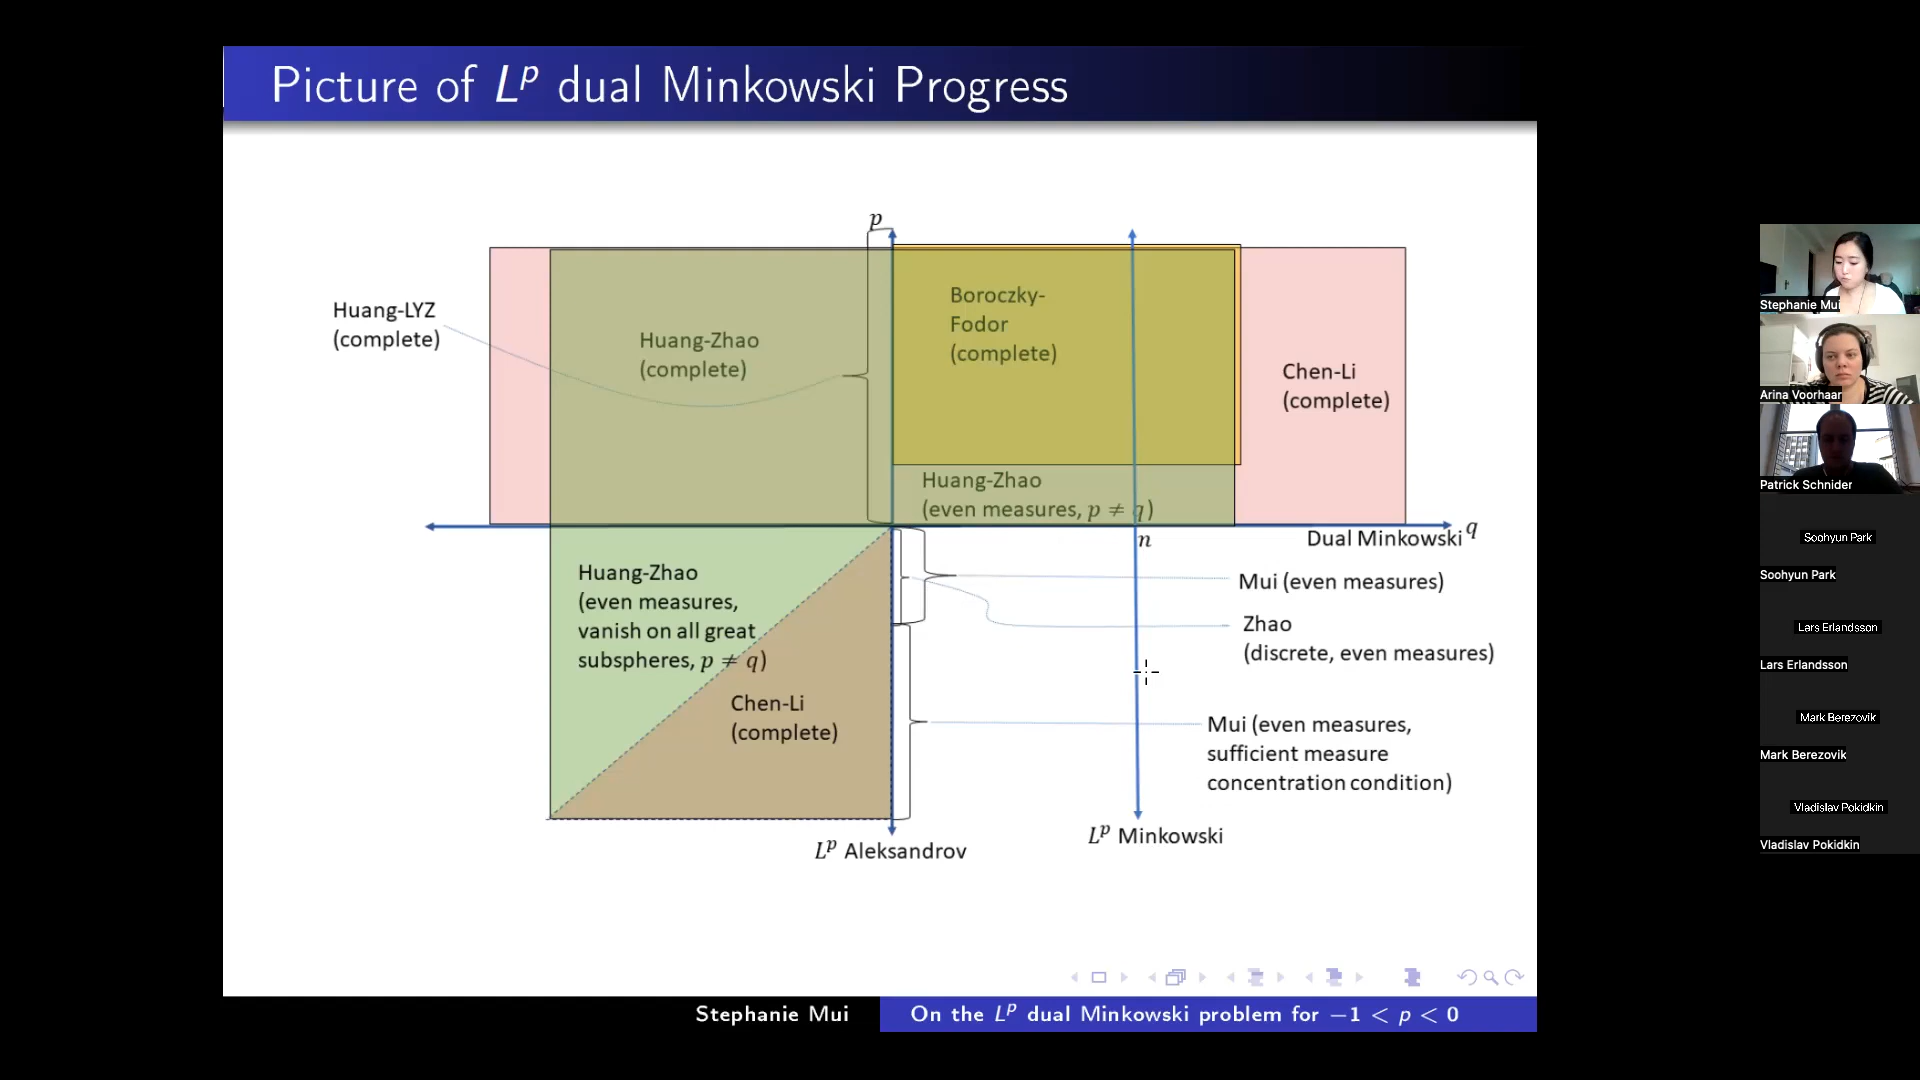 Picture of Lᵖ dual Minkowski Progress
p
Huang-LYZ
(complete)
Huang-Zhao
(complete)
Boroczky-
Fodor
(complete)
Chen-Li
(complete)
Huang-Zhao
(even measures, p ≠ q)
n
Dual Minkowski
q
Huang-Zhao
(even measures,
vanish on all great
subspheres, p ≠ q)
Chen-Li
(complete)
Mui (even measures)
Zhao
(discrete, even measures)
Mui (even measures,
sufficient measure
concentration condition)
Lᵖ Aleksandrov
Lᵖ Minkowski
Stephanie Mui
On the Lᵖ dual Minkowski problem for −1 < p < 0
Stephanie Mui
Arina Voorhaar
Patrick Schnider
Soohyun Park
Soohyun Park
Lars Erlandsson
Lars Erlandsson
Mark Berezovik
Mark Berezovik
Vladislav Pokidkin
Vladislav Pokidkin